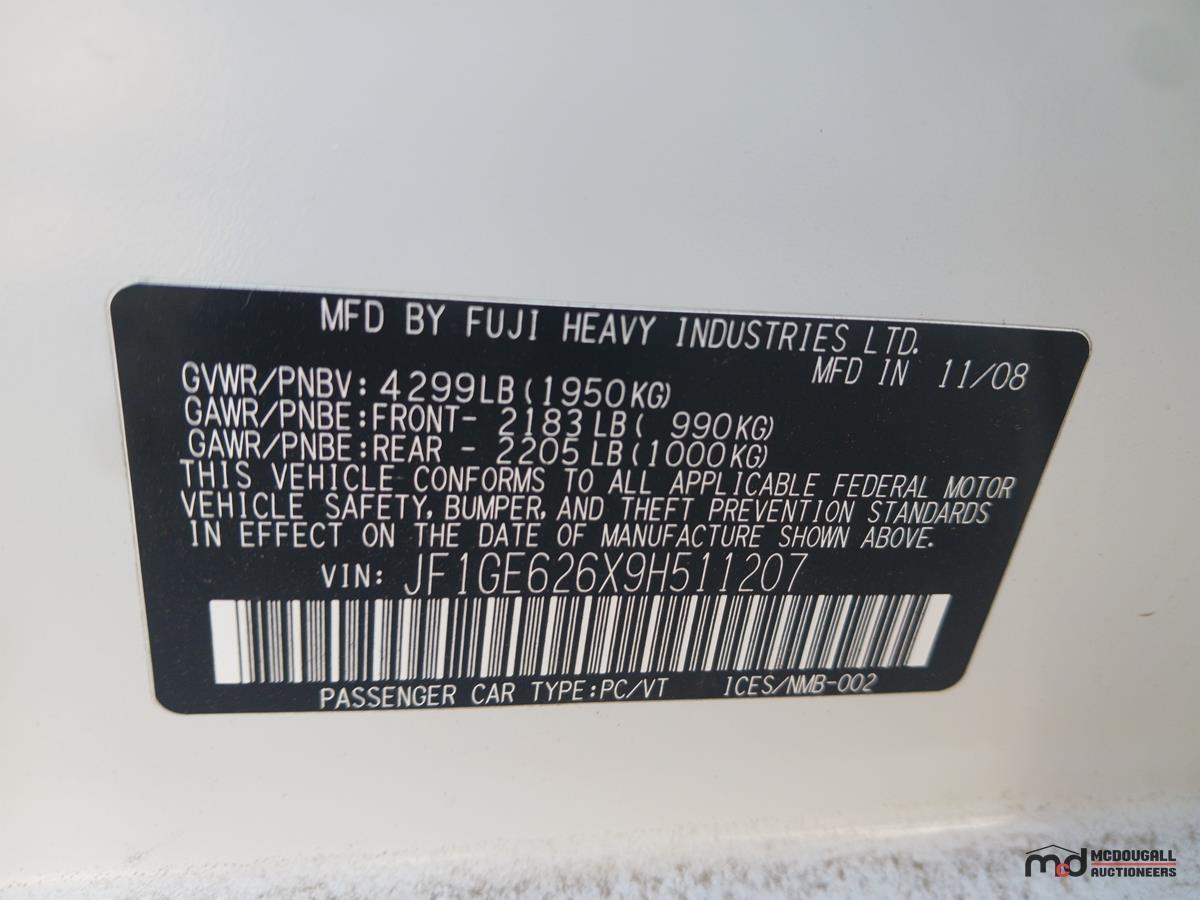 MFD BY FUJI HEAVY INDUSTRIES LTD.
MFD IN 11/08
GVWR/PNBV: 4299LB(1950KG)
GAWR/PNBE:FRONT- 2183LB( 990KG)
GAWR/PNBE:REAR - 2205LB(1000KG)
THIS VEHICLE CONFORMS TO ALL APPLICABLE FEDERAL MOTOR
VEHICLE SAFETY, BUMPER, AND THEFT PREVENTION STANDARDS
IN EFFECT ON THE DATE OF MANUFACTURE SHOWN ABOVE.
VIN: JF1GE626X9H511207
PASSENGER CAR TYPE:PC/VT ICES/NMB-002
mcd MCDOUGALL
AUCTIONEERS